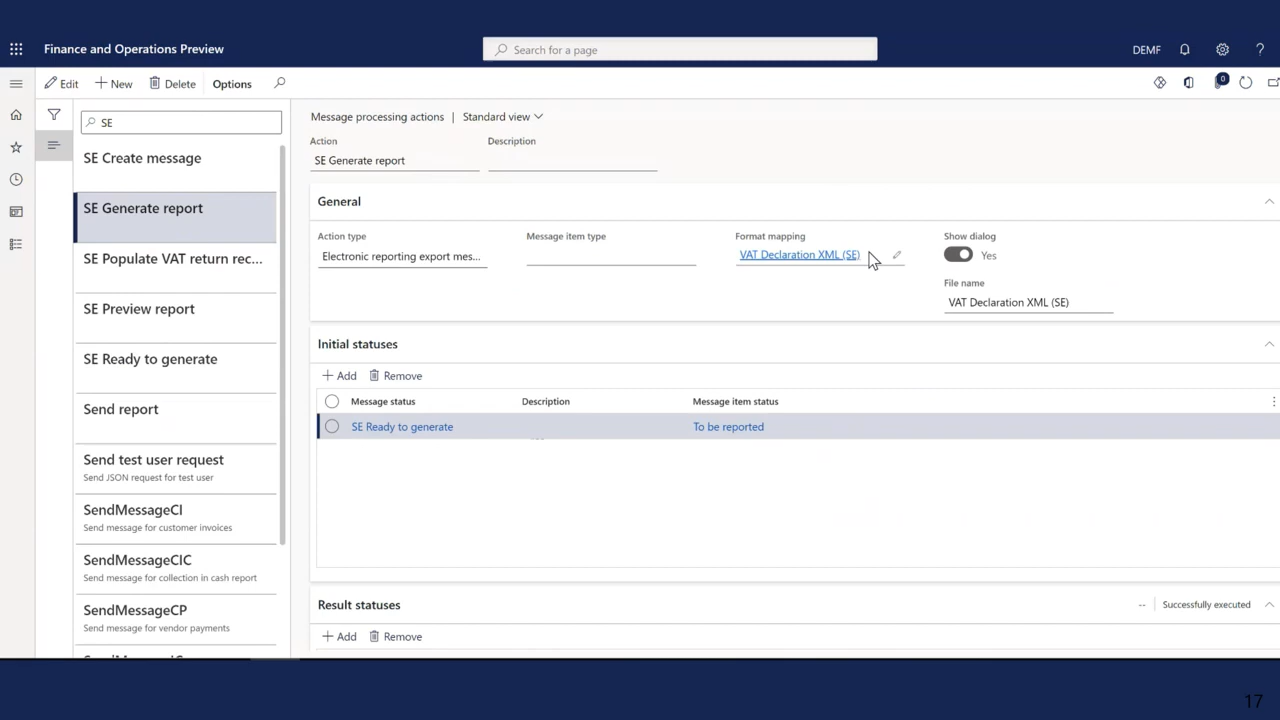 Finance and Operations Preview
Search for a page
DEMF
?
Edit
New
Delete
Options
0
SE
SE Create message
SE Generate report
SE Populate VAT return rec...
SE Preview report
SE Ready to generate
Send report
Send test user request
Send JSON request for test user
SendMessageCI
Send message for customer invoices
SendMessageCIC
Send message for collection in cash report
SendMessageCP
Send message for vendor payments
Message processing actions | Standard view
Action
Description
SE Generate report
General
Action type
Message item type
Format mapping
Show dialog
Electronic reporting export mes...
VAT Declaration XML (SE)
Yes
File name
VAT Declaration XML (SE)
Initial statuses
Add
Remove
Message status
Description
Message item status
SE Ready to generate
To be reported
Result statuses
--
Successfully executed
Add
Remove
17